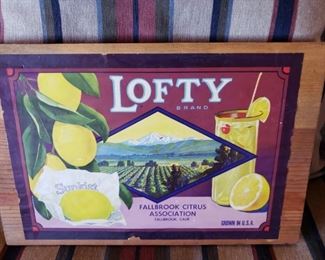 LOFTY
BRAND
Sunkist
FALLBROOK CITRUS
ASSOCIATION
FALLBROOK, CALIF.
GROWN IN U.S.A.